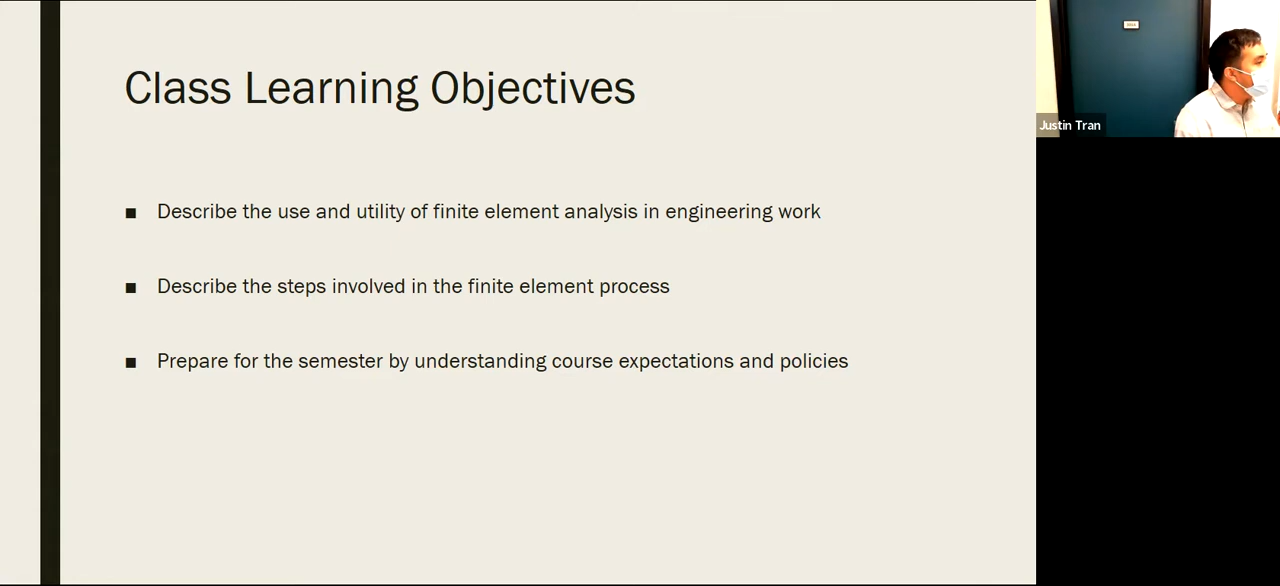 Class Learning Objectives
■ Describe the use and utility of finite element analysis in engineering work
■ Describe the steps involved in the finite element process
■ Prepare for the semester by understanding course expectations and policies
Justin Tran